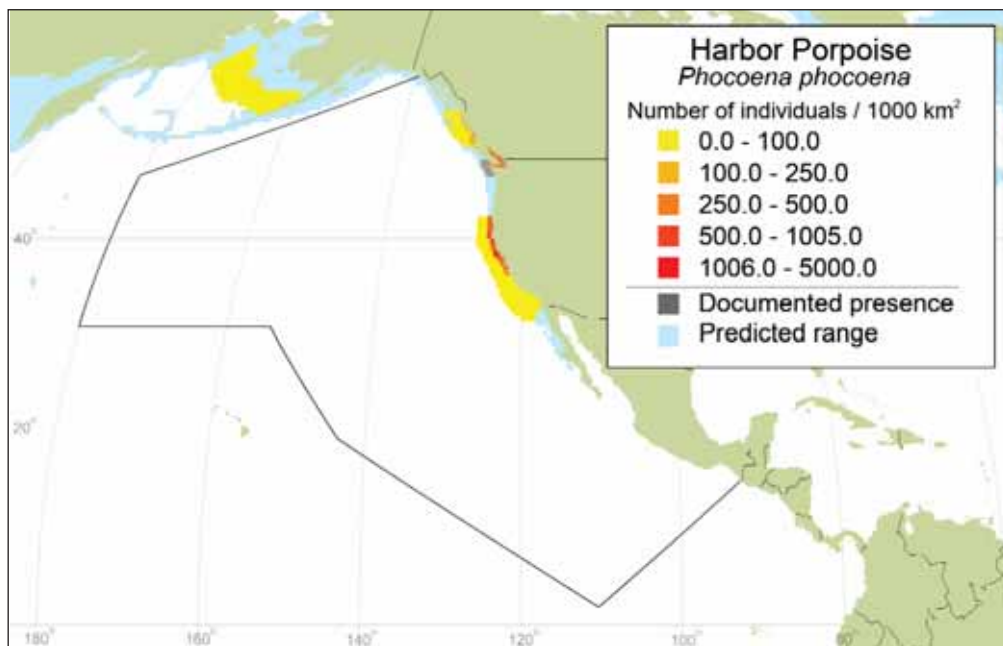 Harbor Porpoise
Phocoena phocoena
Number of individuals / 1000 km²
0.0 - 100.0
100.0 - 250.0
250.0 - 500.0
500.0 - 1005.0
1006.0 - 5000.0
Documented presence
Predicted range
40°
20°
180°
160°
140°
120°
100°
80°